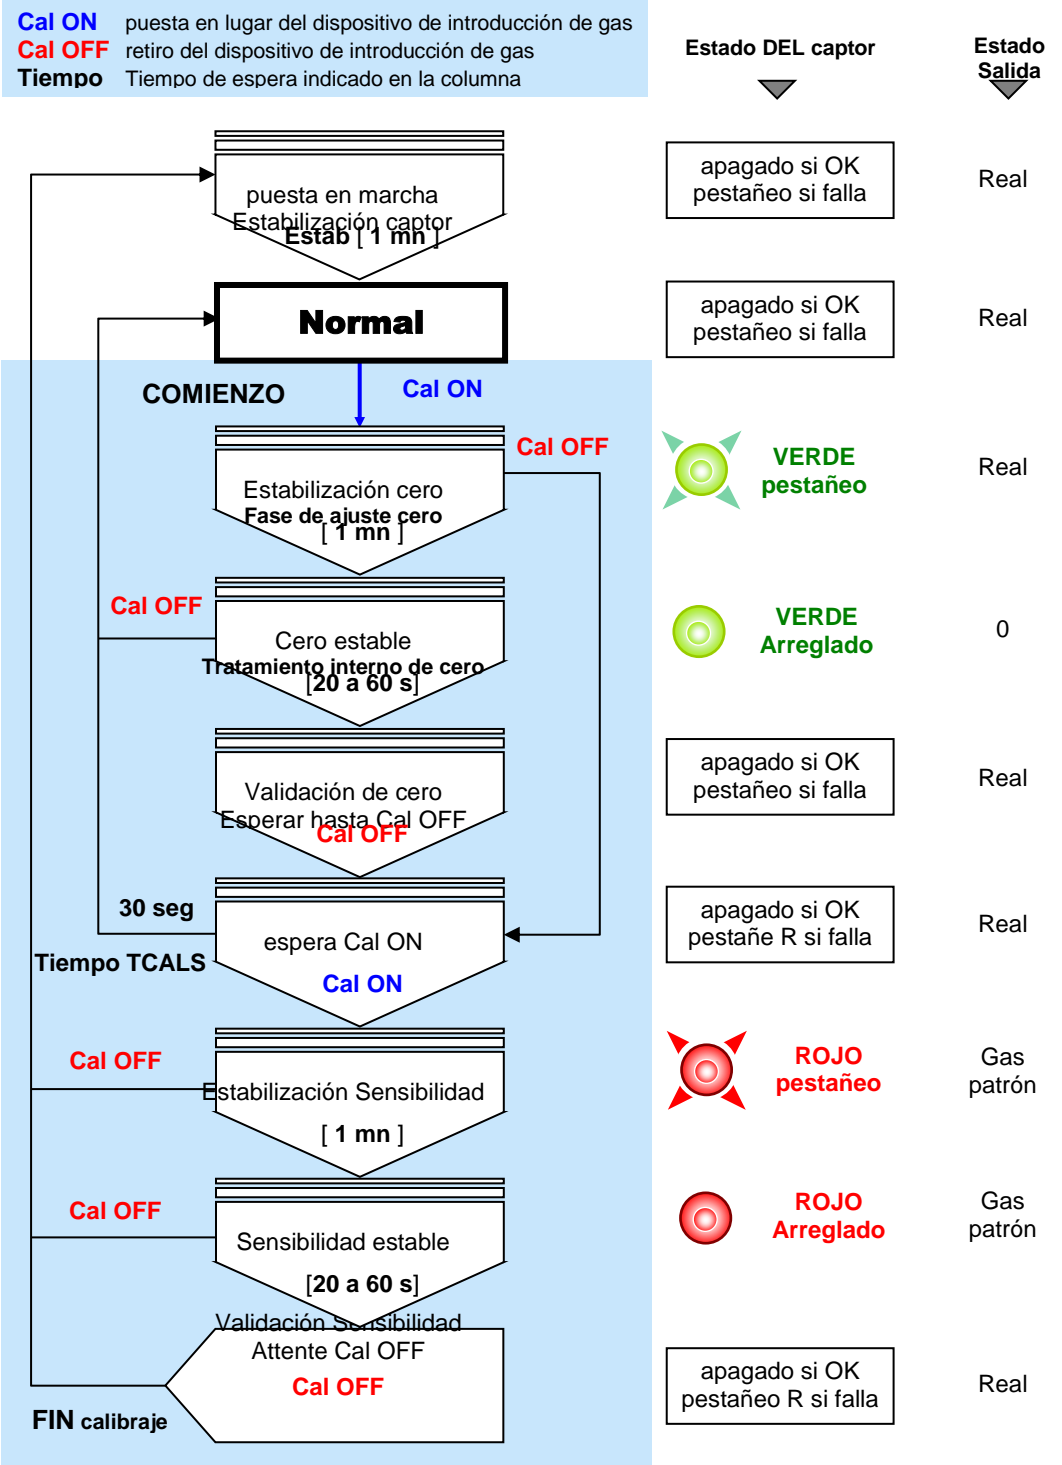 Cal ON puesta en lugar del dispositivo de introducción de gas
Cal OFF retiro del dispositivo de introducción de gas
Tiempo Tiempo de espera indicado en la columna
Estado DEL captor
Estado
Salida
puesta en marcha
Estabilización captor
Estab [ 1 mn ]
apagado si OK
pestañeo si falla
Real
Normal
apagado si OK
pestañeo si falla
Real
COMIENZO
Cal ON
Cal OFF
Estabilización cero
Fase de ajuste cero
[ 1 mn ]
VERDE
pestañeo
Real
Cal OFF
Cero estable
Tratamiento interno de cero
[20 a 60 s]
VERDE
Arreglado
0
Validación de cero
Esperar hasta Cal OFF
Cal OFF
apagado si OK
pestañeo si falla
Real
30 seg
Tiempo TCALS
espera Cal ON
Cal ON
apagado si OK
pestañe R si falla
Real
Cal OFF
Estabilización Sensibilidad
[ 1 mn ]
ROJO
pestañeo
Gas
patrón
Cal OFF
Sensibilidad estable
[20 a 60 s]
ROJO
Arreglado
Gas
patrón
Validación Sensibilidad
Attente Cal OFF
Cal OFF
FIN calibraje
apagado si OK
pestañeo R si falla
Real